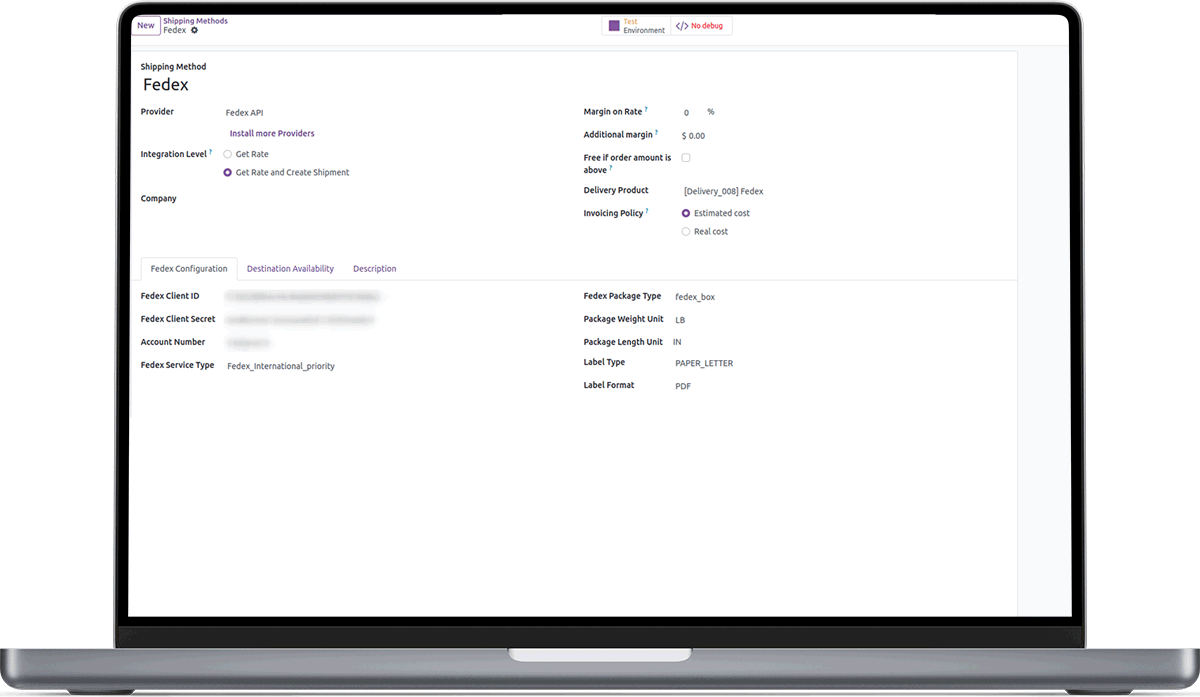 New
Shipping Methods
Fedex
Test
Environment
</> No debug
Shipping Method
Fedex
Provider
Fedex API
Install more Providers
Integration Level ?
Get Rate
Get Rate and Create Shipment
Company
Margin on Rate ?
0 %
Additional margin ?
$ 0.00
Free if order amount is
above ?
Delivery Product
[Delivery_008] Fedex
Invoicing Policy ?
Estimated cost
Real cost
Fedex Configuration
Destination Availability
Description
Fedex Client ID
Fedex Client Secret
Account Number
Fedex Service Type
Fedex_International_priority
Fedex Package Type
fedex_box
Package Weight Unit
LB
Package Length Unit
IN
Label Type
PAPER_LETTER
Label Format
PDF